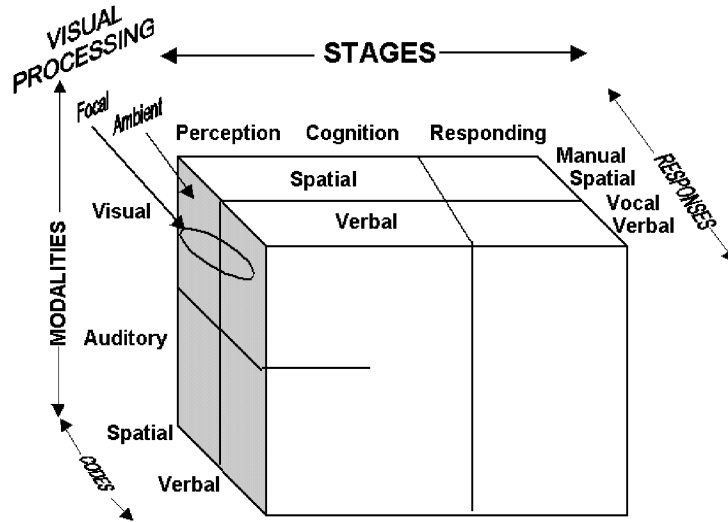 VISUAL
PROCESSING
STAGES
Focal
Ambient
Perception Cognition Responding
Manual
Spatial
Spatial
Vocal
Verbal
Verbal
RESPONSES
Visual
MODALITIES
Auditory
Spatial
Verbal
CODES